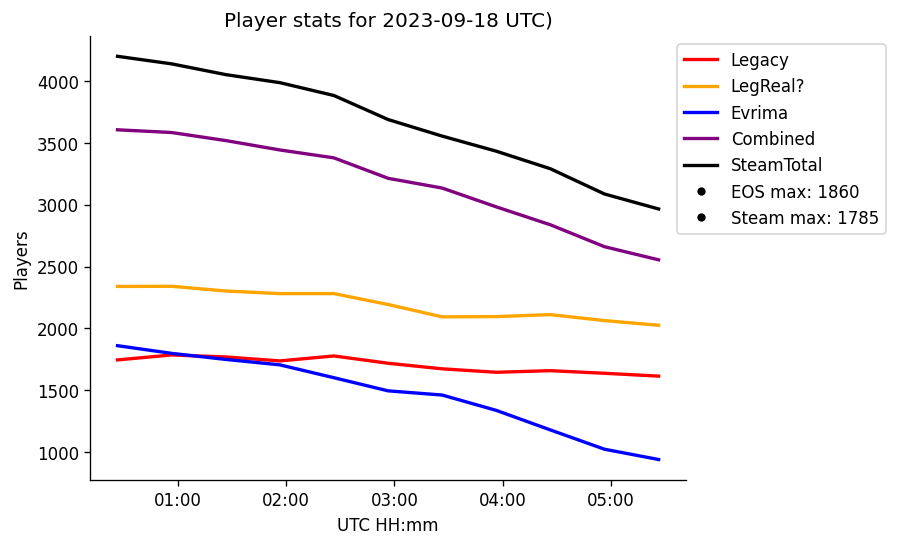 Player stats for 2023-09-18 UTC)
Legacy
LegReal?
Evrima
Combined
SteamTotal
EOS max: 1860
Steam max: 1785
Players
4000
3500
3000
2500
2000
1500
1000
01:00
02:00
03:00
04:00
05:00
UTC HH:mm